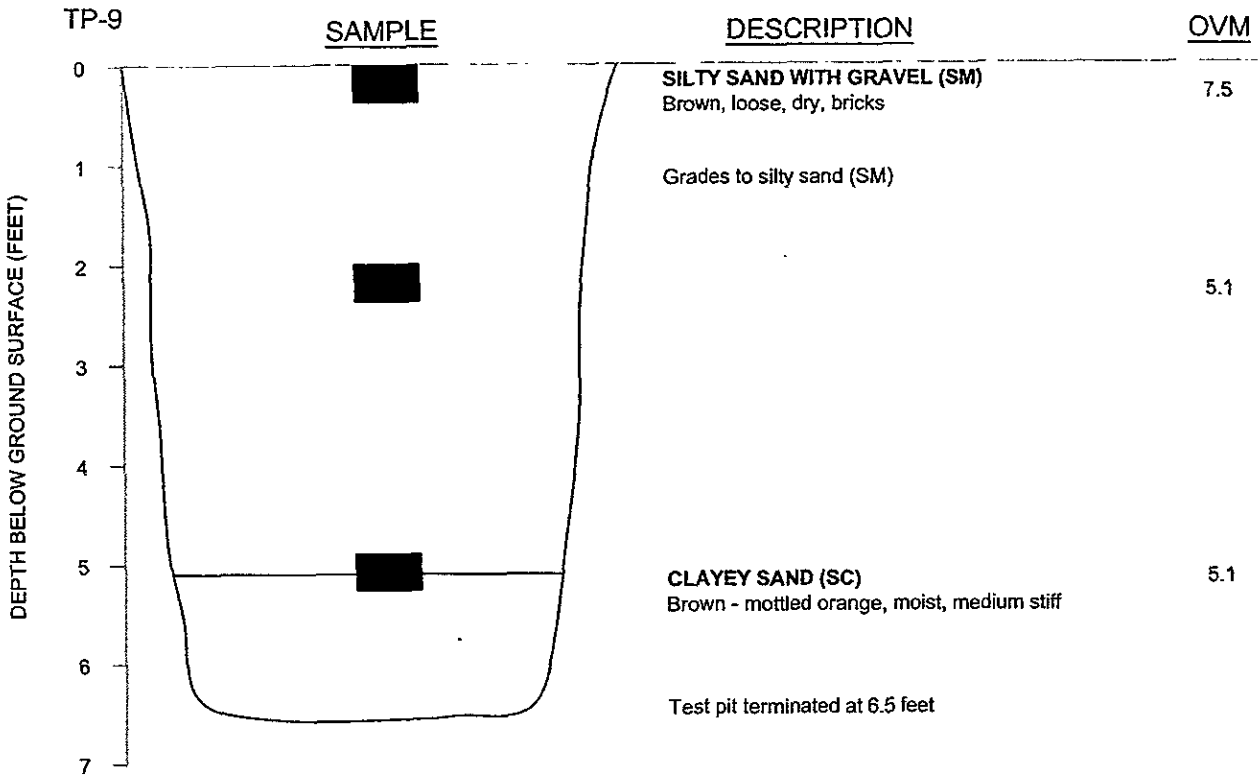 TP-9
SAMPLE
DESCRIPTION
OVM
DEPTH BELOW GROUND SURFACE (FEET)
0
SILTY SAND WITH GRAVEL (SM)
7.5
Brown, loose, dry, bricks
1
Grades to silty sand (SM)
2
5.1
3
4
5
CLAYEY SAND (SC)
5.1
Brown - mottled orange, moist, medium stiff
6
Test pit terminated at 6.5 feet
7